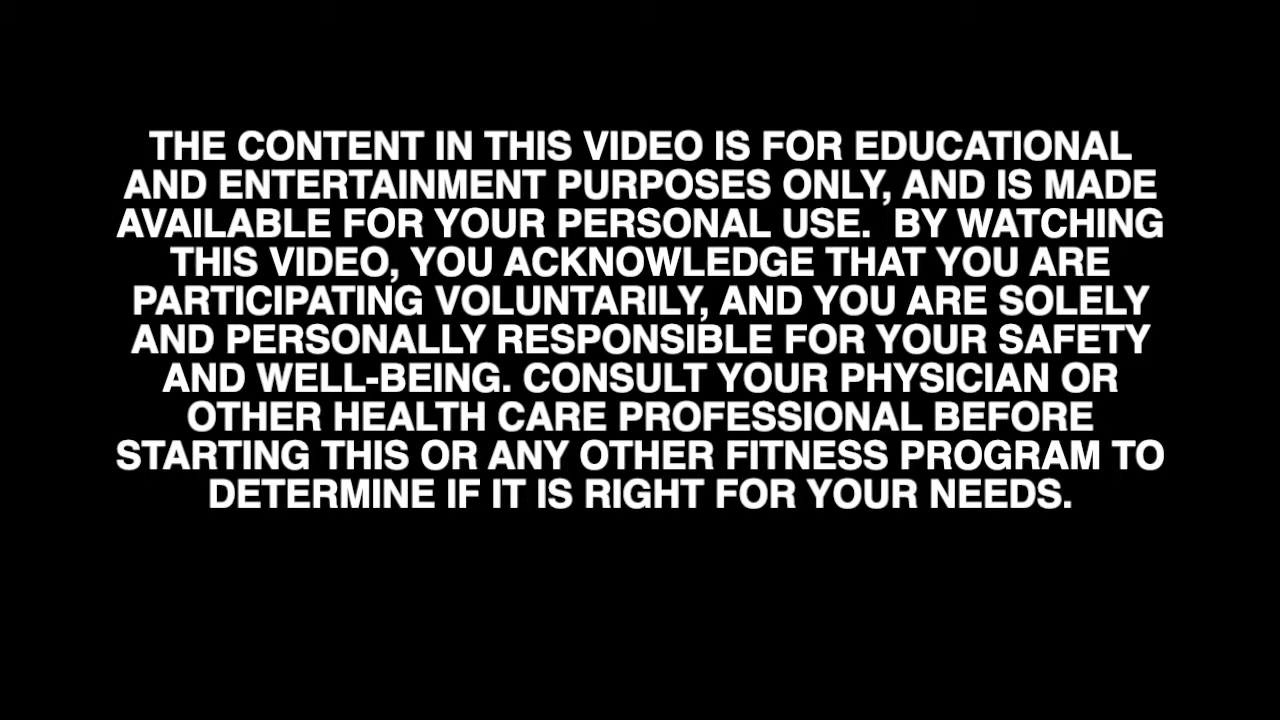 THE CONTENT IN THIS VIDEO IS FOR EDUCATIONAL
AND ENTERTAINMENT PURPOSES ONLY, AND IS MADE
AVAILABLE FOR YOUR PERSONAL USE.  BY WATCHING
THIS VIDEO, YOU ACKNOWLEDGE THAT YOU ARE
PARTICIPATING VOLUNTARILY, AND YOU ARE SOLELY
AND PERSONALLY RESPONSIBLE FOR YOUR SAFETY
AND WELL-BEING. CONSULT YOUR PHYSICIAN OR
OTHER HEALTH CARE PROFESSIONAL BEFORE
STARTING THIS OR ANY OTHER FITNESS PROGRAM TO
DETERMINE IF IT IS RIGHT FOR YOUR NEEDS.